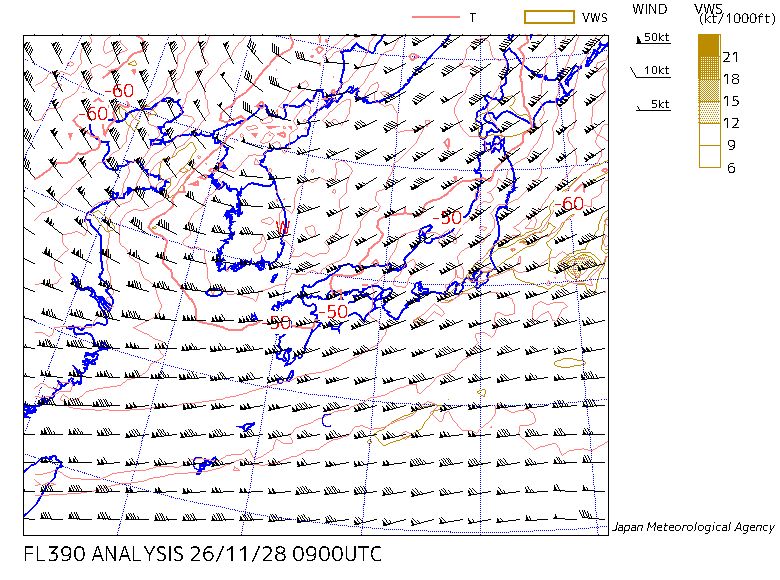 T
VWS
WIND
VWS
(kt/1000ft)
50kt
10kt
5kt
21
18
15
12
9
6
60
60
-60
-50
W
-50
50
C
Japan Meteorological Agency
FL390 ANALYSIS 26/11/28 0900UTC